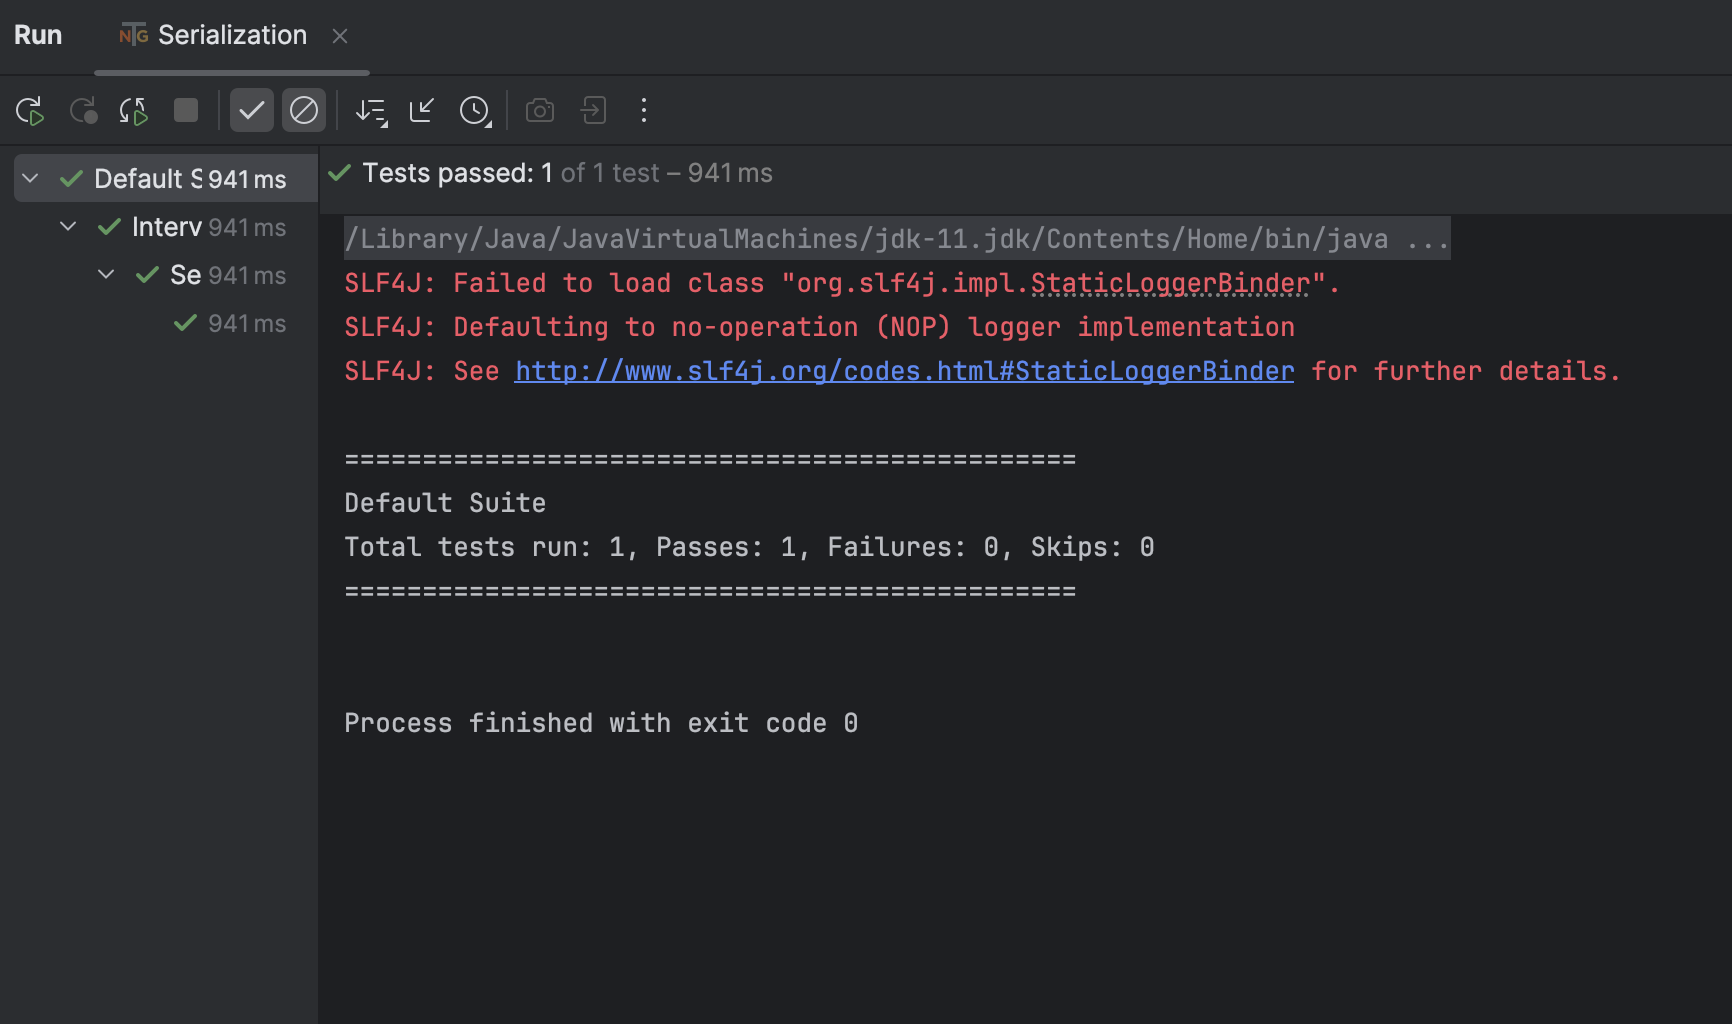 Run
NTG Serialization
Default S 941 ms
Interv 941 ms
Se 941 ms
941 ms
Tests passed: 1 of 1 test – 941 ms
/Library/Java/JavaVirtualMachines/jdk-11.jdk/Contents/Home/bin/java ...
SLF4J: Failed to load class "org.slf4j.impl.StaticLoggerBinder".
SLF4J: Defaulting to no-operation (NOP) logger implementation
SLF4J: See http://www.slf4j.org/codes.html#StaticLoggerBinder for further details.
===============================================
Default Suite
Total tests run: 1, Passes: 1, Failures: 0, Skips: 0
===============================================
Process finished with exit code 0